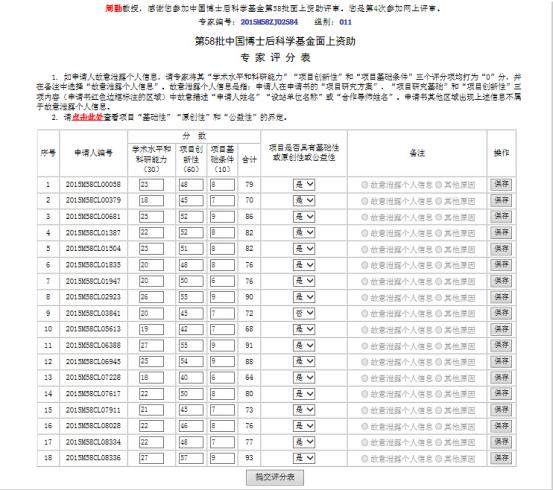 周勤教授，感谢您参加中国博士后科学基金第58批面上资助评审。您是第4次参加网上评审。
专家编号：2015M58ZJ02584 组别：011
第58批中国博士后科学基金面上资助
专 家 评 分 表
1. 如申请人故意泄露个人信息，请专家将其“学术水平和科研能力”“项目创新性”和“项目基础条件”三个评分项均打为“0”分，并
在备注中选择“故意泄露个人信息”。故意泄露个人信息是指：申请人在申请书的“项目研究方案”、“项目研究基础”和“项目创新性”三
项内容（申请书红色边框标注的区域）中故意描述“申请人姓名”“设站单位名称”或“合作导师姓名”。申请书其他区域出现上述信息不属
于故意泄露个人信息。
2. 请点击此处查看项目“基础性”“原创性”和“公益性”的界定。
序号 申请人编号 分 数 项目是否具有基础性或原创性或公益性 备注 操作
学术水平和科研能力（30） 项目创新性（60） 项目基础条件（10） 合计
1 2015M58CL00058 23 48 8 79 是 故意泄露个人信息 其他原因 保存
2 2015M58CL00379 18 45 7 70 是 故意泄露个人信息 其他原因 保存
3 2015M58CL00681 25 52 9 86 是 故意泄露个人信息 其他原因 保存
4 2015M58CL01387 22 52 8 82 是 故意泄露个人信息 其他原因 保存
5 2015M58CL01504 23 51 8 82 是 故意泄露个人信息 其他原因 保存
6 2015M58CL01835 20 48 8 76 是 故意泄露个人信息 其他原因 保存
7 2015M58CL01947 20 50 6 76 是 故意泄露个人信息 其他原因 保存
8 2015M58CL02923 26 55 9 90 是 故意泄露个人信息 其他原因 保存
9 2015M58CL03841 20 45 7 72 否 故意泄露个人信息 其他原因 保存
10 2015M58CL05613 19 42 7 68 是 故意泄露个人信息 其他原因 保存
11 2015M58CL06388 27 55 9 91 是 故意泄露个人信息 其他原因 保存
12 2015M58CL06945 25 54 9 88 是 故意泄露个人信息 其他原因 保存
13 2015M58CL07228 18 40 6 64 是 故意泄露个人信息 其他原因 保存
14 2015M58CL07617 22 50 8 80 是 故意泄露个人信息 其他原因 保存
15 2015M58CL07911 21 45 7 73 是 故意泄露个人信息 其他原因 保存
16 2015M58CL08028 22 46 8 76 是 故意泄露个人信息 其他原因 保存
17 2015M58CL08334 22 48 7 77 是 故意泄露个人信息 其他原因 保存
18 2015M58CL08336 27 57 9 93 是 故意泄露个人信息 其他原因 保存
提交评分表